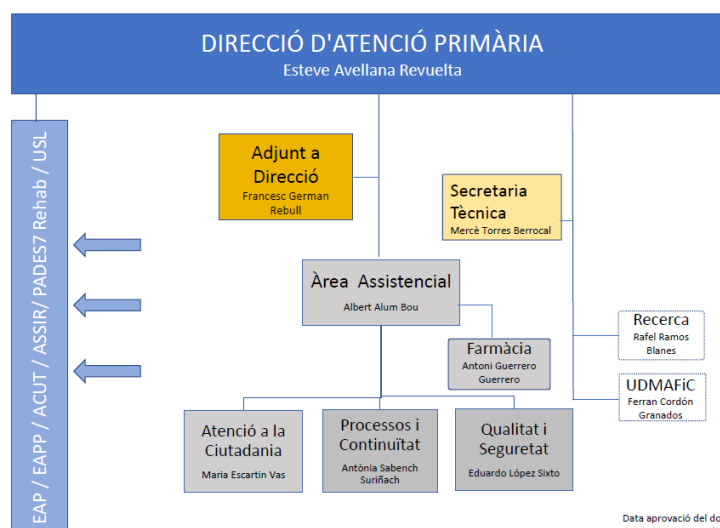 DIRECCIÓ D'ATENCIÓ PRIMÀRIA
Esteve Avellana Revuelta
EAP / EAPP / ACUT / ASSIR/ PADES7 Rehab / USL
Adjunt a
Direcció
Francesc German
Rebull
Secretaria
Tècnica
Mercè Torres Berrocal
Àrea Assistencial
Albert Alum Bou
Farmàcia
Antoni Guerrero
Guerrero
Recerca
Rafel Ramos
Blanes
UDMAFiC
Ferran Cordón
Granados
Atenció a la
Ciutadania
Maria Escartin Vas
Processos i
Continuïtat
Antònia Sabench
Suriñach
Qualitat i
Seguretat
Eduardo López Sixto
Data aprovació del do